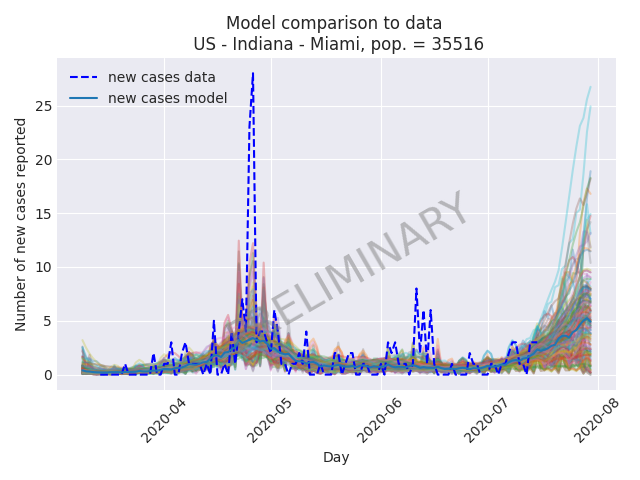 Model comparison to data
US - Indiana - Miami, pop. = 35516
new cases data
new cases model
PRELIMINARY
Number of new cases reported
25
20
15
10
5
0
2020-04
2020-05
2020-06
2020-07
2020-08
Day